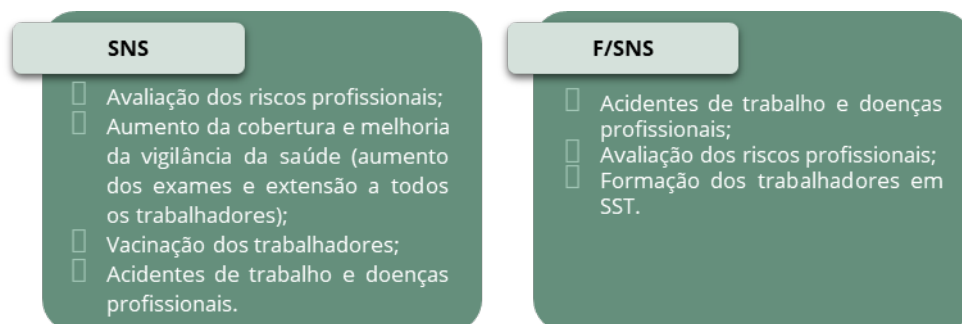 SNS
Avaliação dos riscos profissionais;
Aumento da cobertura e melhoria
da vigilância da saúde (aumento
dos exames e extensão a todos
os trabalhadores);
Vacinação dos trabalhadores;
Acidentes de trabalho e doenças
profissionais.
F/SNS
Acidentes de trabalho e doenças
profissionais;
Avaliação dos riscos profissionais;
Formação dos trabalhadores em
SST.